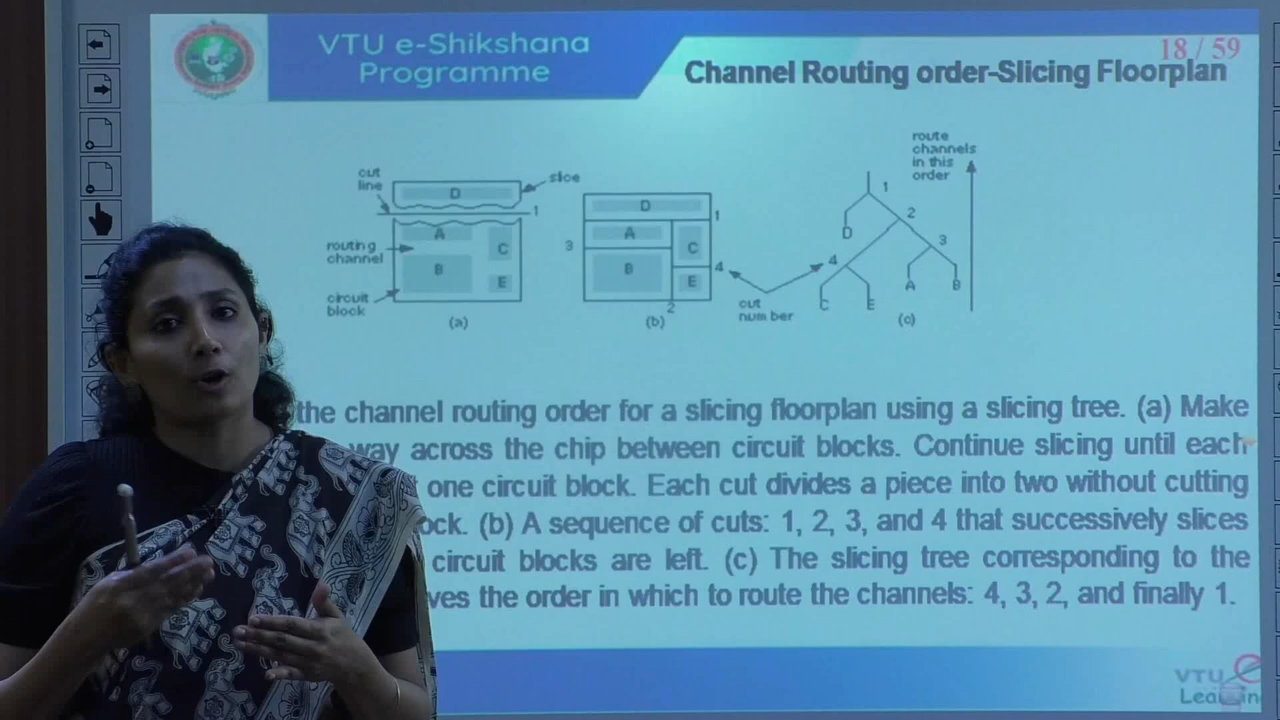 VTU e-Shikshana
Programme
18 / 59
Channel Routing order-Slicing Floorplan
cut
line
D
slice
1
A
routing
channel
C
B
E
circuit
block
(a)
D
1
A
3
C
B
4
E
2
(b)
cut
number
route
channels
in this
order
1
2
D
3
4
A
B
C
E
(c)
the channel routing order for a slicing floorplan using a slicing tree. (a) Make
way across the chip between circuit blocks. Continue slicing until each
one circuit block. Each cut divides a piece into two without cutting
ock. (b) A sequence of cuts: 1, 2, 3, and 4 that successively slices
circuit blocks are left. (c) The slicing tree corresponding to the
ves the order in which to route the channels: 4, 3, 2, and finally 1.
VTU